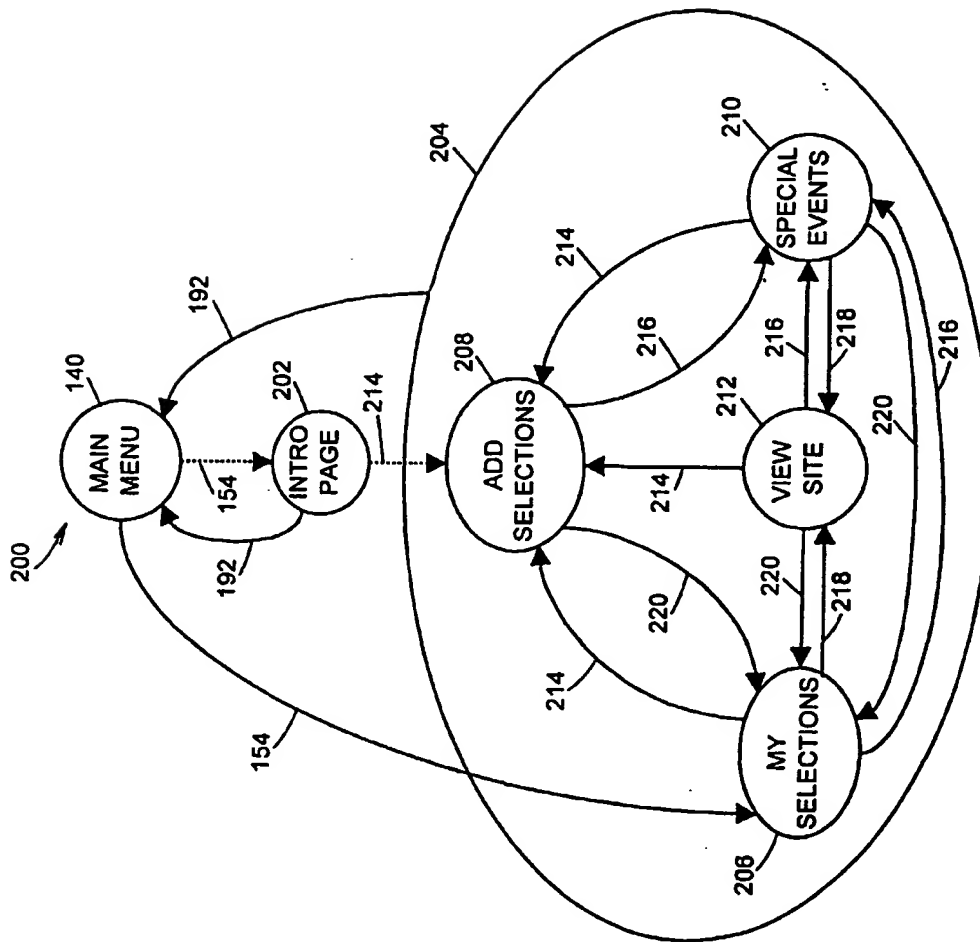 200
140
MAIN
MENU
192
154
192
202
INTRO
PAGE
214
154
204
208
ADD
SELECTIONS
214
216
214
220
214
210
SPECIAL
EVENTS
212
VIEW
SITE
216
218
220
218
206
MY
SELECTIONS
220
216